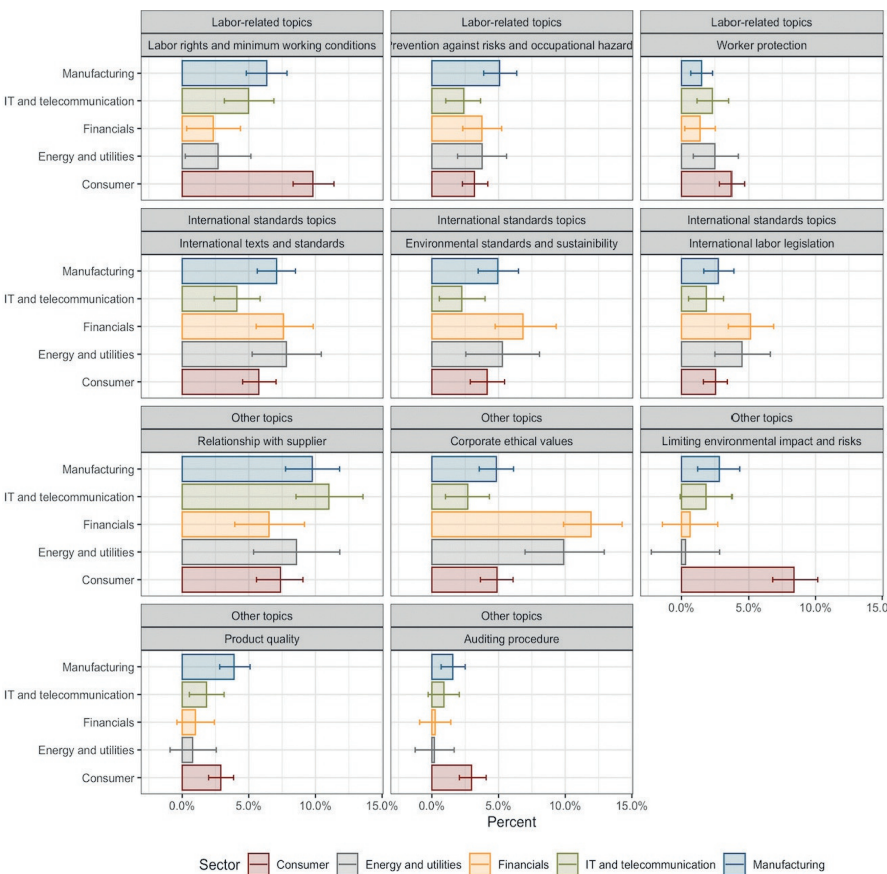 Labor-related topics
Labor-related topics
Labor-related topics
Labor rights and minimum working conditions
revention against risks and occupational hazard
Worker protection
Manufacturing
IT and telecommunication
Financials
Energy and utilities
Consumer
International standards topics
International standards topics
International standards topics
International texts and standards
Environmental standards and sustainibility
International labor legislation
Manufacturing
IT and telecommunication
Financials
Energy and utilities
Consumer
Other topics
Other topics
Other topics
Relationship with supplier
Corporate ethical values
Limiting environmental impact and risks
Manufacturing
IT and telecommunication
Financials
Energy and utilities
Consumer
0.0% 5.0% 10.0% 15.0
Other topics
Other topics
Product quality
Auditing procedure
Manufacturing
IT and telecommunication
Financials
Energy and utilities
Consumer
0.0% 5.0% 10.0% 15.0%
0.0% 5.0% 10.0% 15.0%
Percent
Sector Consumer Energy and utilities Financials IT and telecommunication Manufacturing